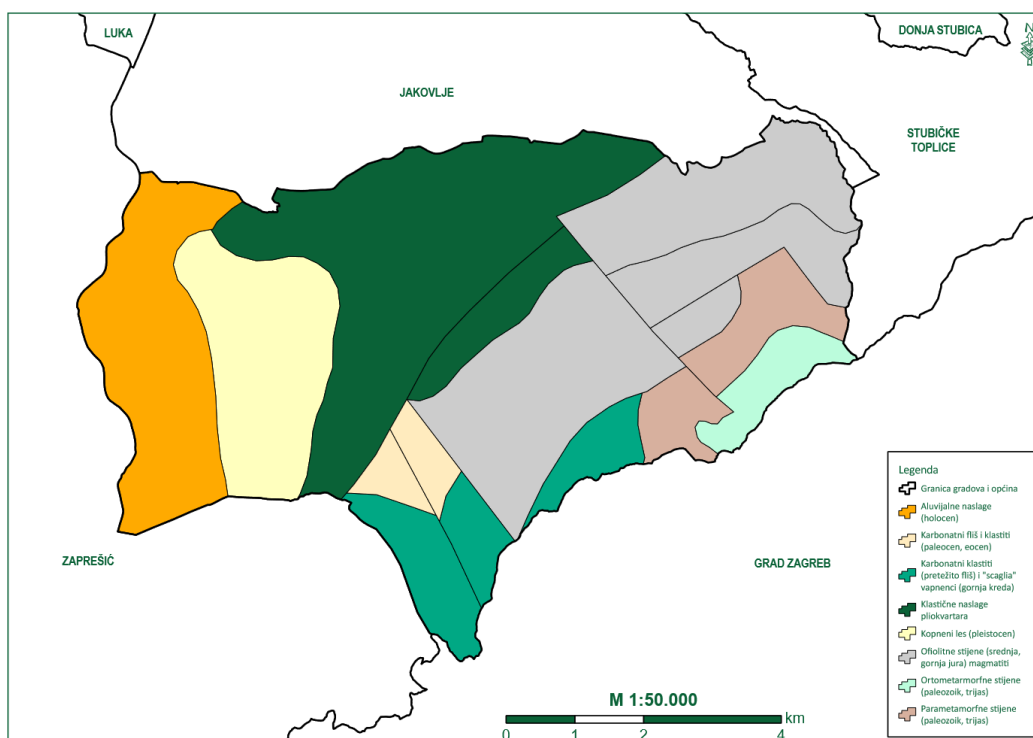 LUKA
DONJA STUBICA
N
JAKOVLJE
STUBIČKE
TOPLICE
ZAPREŠIĆ
GRAD ZAGREB
Legenda
Granica gradova i općina
Aluvijalne naslage
(holocen)
Karbonatni fliš i klastiti
(paleocen, eocen)
Karbonatni klastiti
(pretežito fliš) i "scaglia"
vapnenci (gornja kreda)
Klastične naslage
pliokvartara
Kopneni les (pleistocen)
Ofiolitne stijene (srednja,
gornja jura) magmatiti
Ortometarmorfne stijene
(paleozoik, trijas)
Parametamorfne stijene
(paleozoik, trijas)
M 1:50.000
km
0 1 2 4